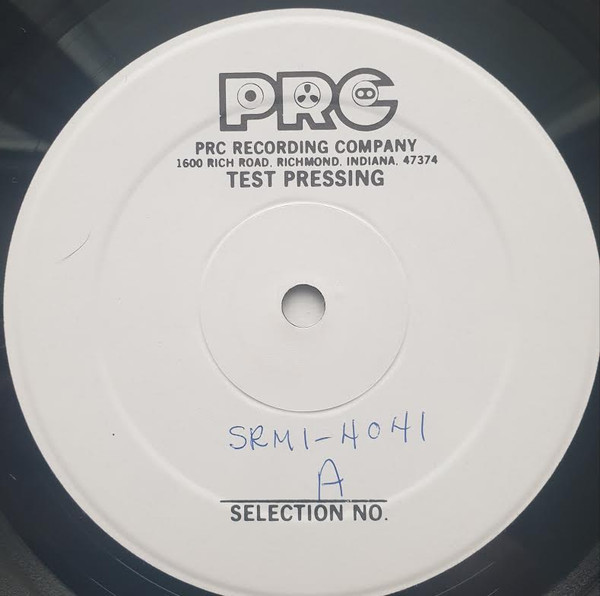 PRC
PRC RECORDING COMPANY
1600 RICH ROAD, RICHMOND, INDIANA, 47374
TEST PRESSING
SRM1-4041
A
SELECTION NO.